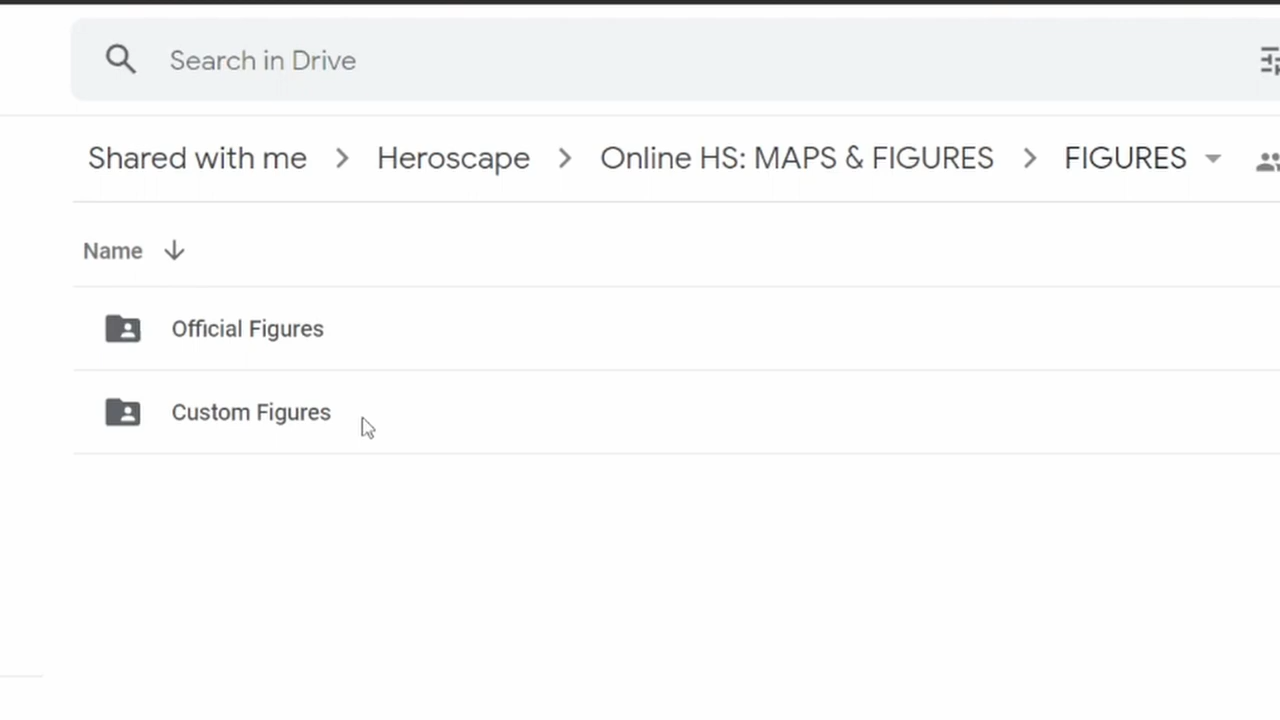 Search in Drive
Shared with me > Heroscape > Online HS: MAPS & FIGURES > FIGURES
Name
Official Figures
Custom Figures